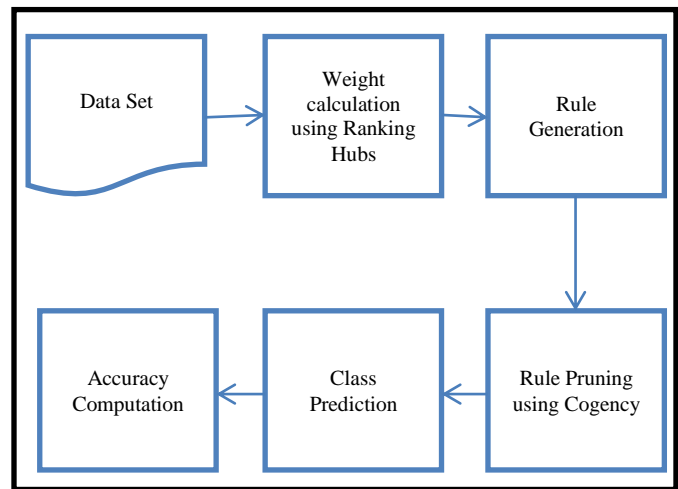 Data Set
Weight
calculation
using Ranking
Hubs
Rule
Generation
Rule Pruning
using Cogency
Class
Prediction
Accuracy
Computation